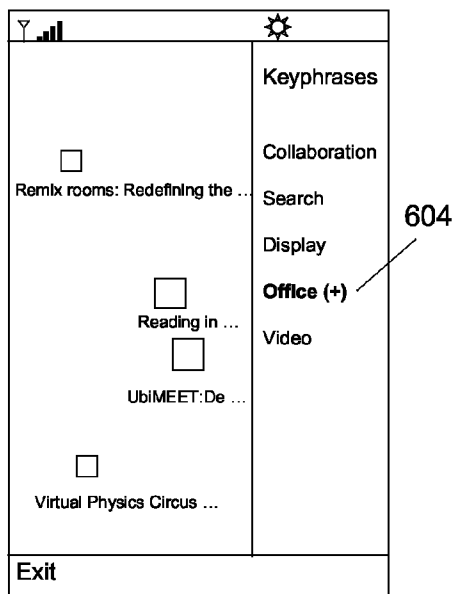 Keyphrases
Collaboration
Remix rooms: Redefining the ...
Search
604
Display
Office (+)
Reading in ...
Video
UbiMEET:De ...
Virtual Physics Circus ...
Exit